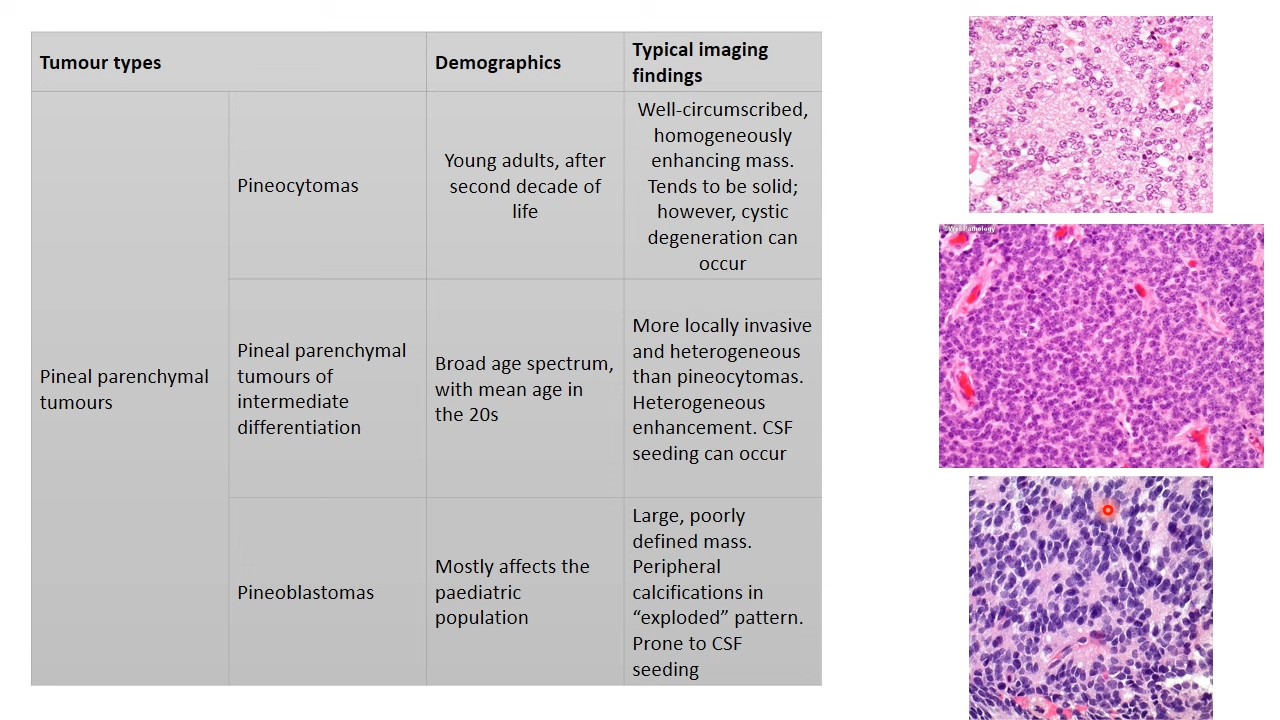 Tumour types
Demographics
Typical imaging
findings
Pineal parenchymal
tumours
Pineocytomas
Young adults, after
second decade of
life
Well-circumscribed,
homogeneously
enhancing mass.
Tends to be solid;
however, cystic
degeneration can
occur
Pineal parenchymal
tumours of
intermediate
differentiation
Broad age spectrum,
with mean age in
the 20s
More locally invasive
and heterogeneous
than pineocytomas.
Heterogeneous
enhancement. CSF
seeding can occur
Pineoblastomas
Mostly affects the
paediatric
population
Large, poorly
defined mass.
Peripheral
calcifications in
“exploded” pattern.
Prone to CSF
seeding
©WebPathology